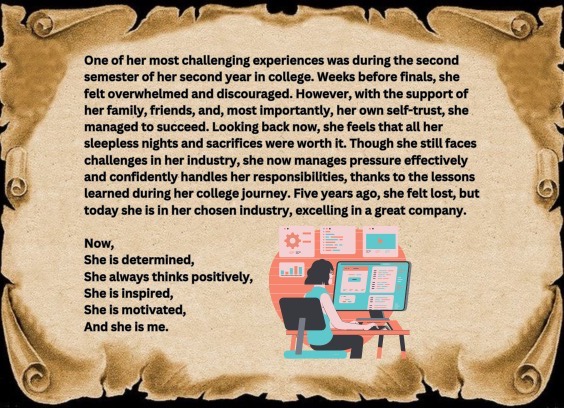 One of her most challenging experiences was during the second
semester of her second year in college. Weeks before finals, she
felt overwhelmed and discouraged. However, with the support of
her family, friends, and, most importantly, her own self-trust, she
managed to succeed. Looking back now, she feels that all her
sleepless nights and sacrifices were worth it. Though she still faces
challenges in her industry, she now manages pressure effectively
and confidently handles her responsibilities, thanks to the lessons
learned during her college journey. Five years ago, she felt lost, but
today she is in her chosen industry, excelling in a great company.
Now,
She is determined,
She always thinks positively,
She is inspired,
She is motivated,
And she is me.